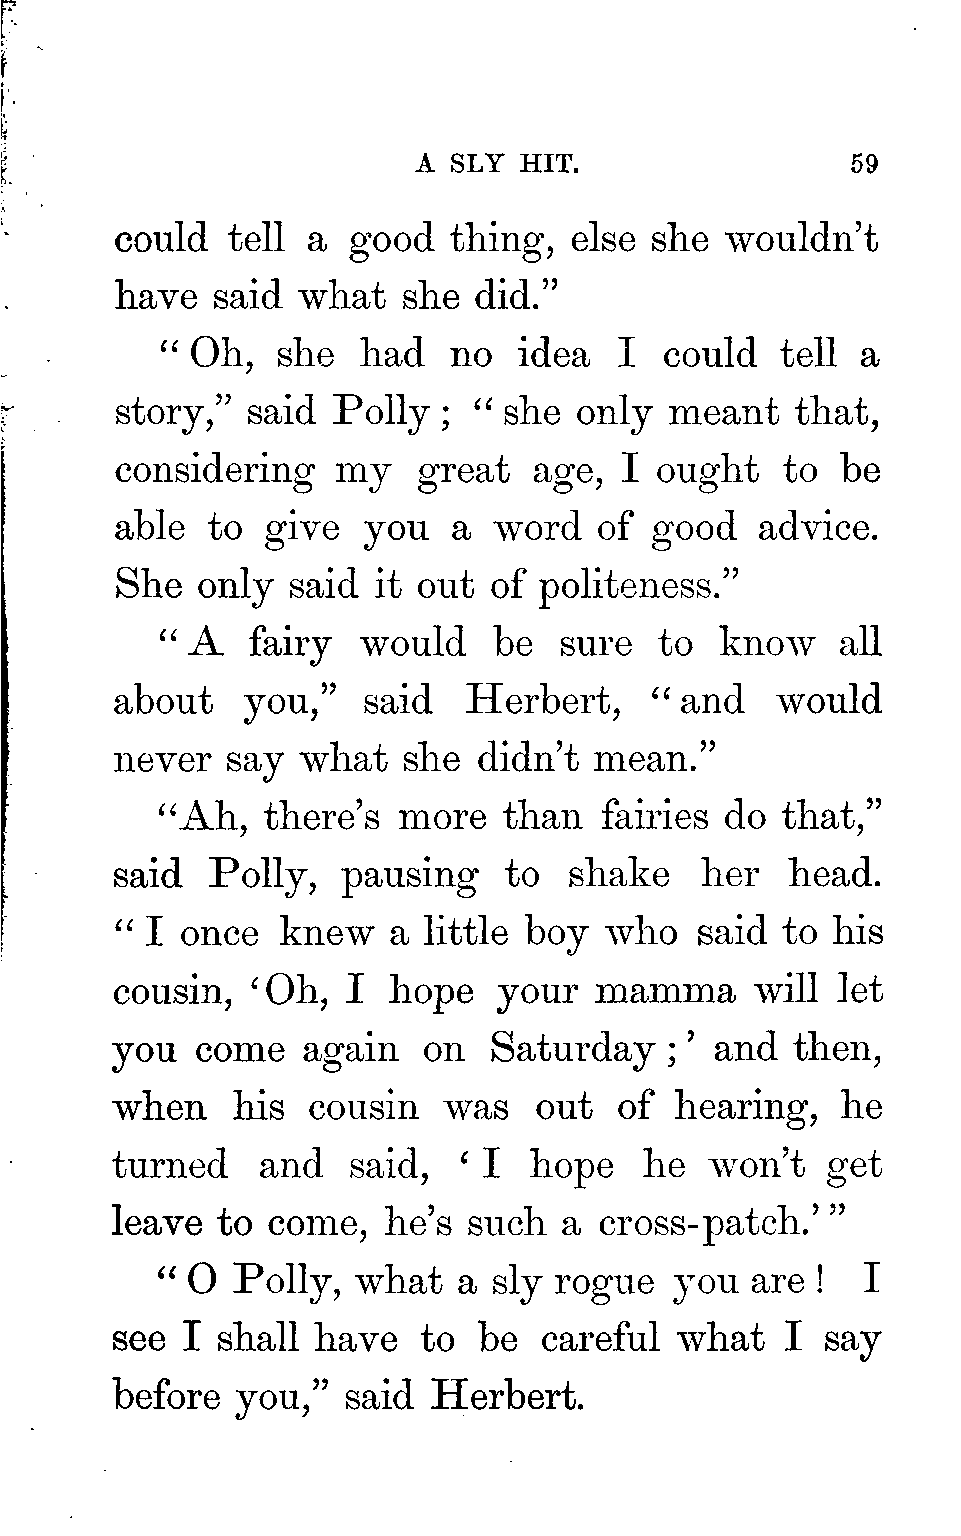 A SLY HIT. 59
could tell a good thing, else she wouldn't
have said what she did."
"Oh, she had no idea I could tell a
story," said Polly; "she only meant that,
considering my great age, I ought to be
able to give you a word of good advice.
She only said it out of politeness."
"A fairy would be sure to know all
about you," said Herbert, "and would
never say what she didn't mean."
"Ah, there's more than fairies do that,"
said Polly, pausing to shake her head.
"I once knew a little boy who said to his
cousin, 'Oh, I hope your mamma will let
you come again on Saturday;' and then,
when his cousin was out of hearing, he
turned and said, 'I hope he won't get
leave to come, he's such a cross-patch.'"
"O Polly, what a sly rogue you are! I
see I shall have to be careful what I say
before you," said Herbert.